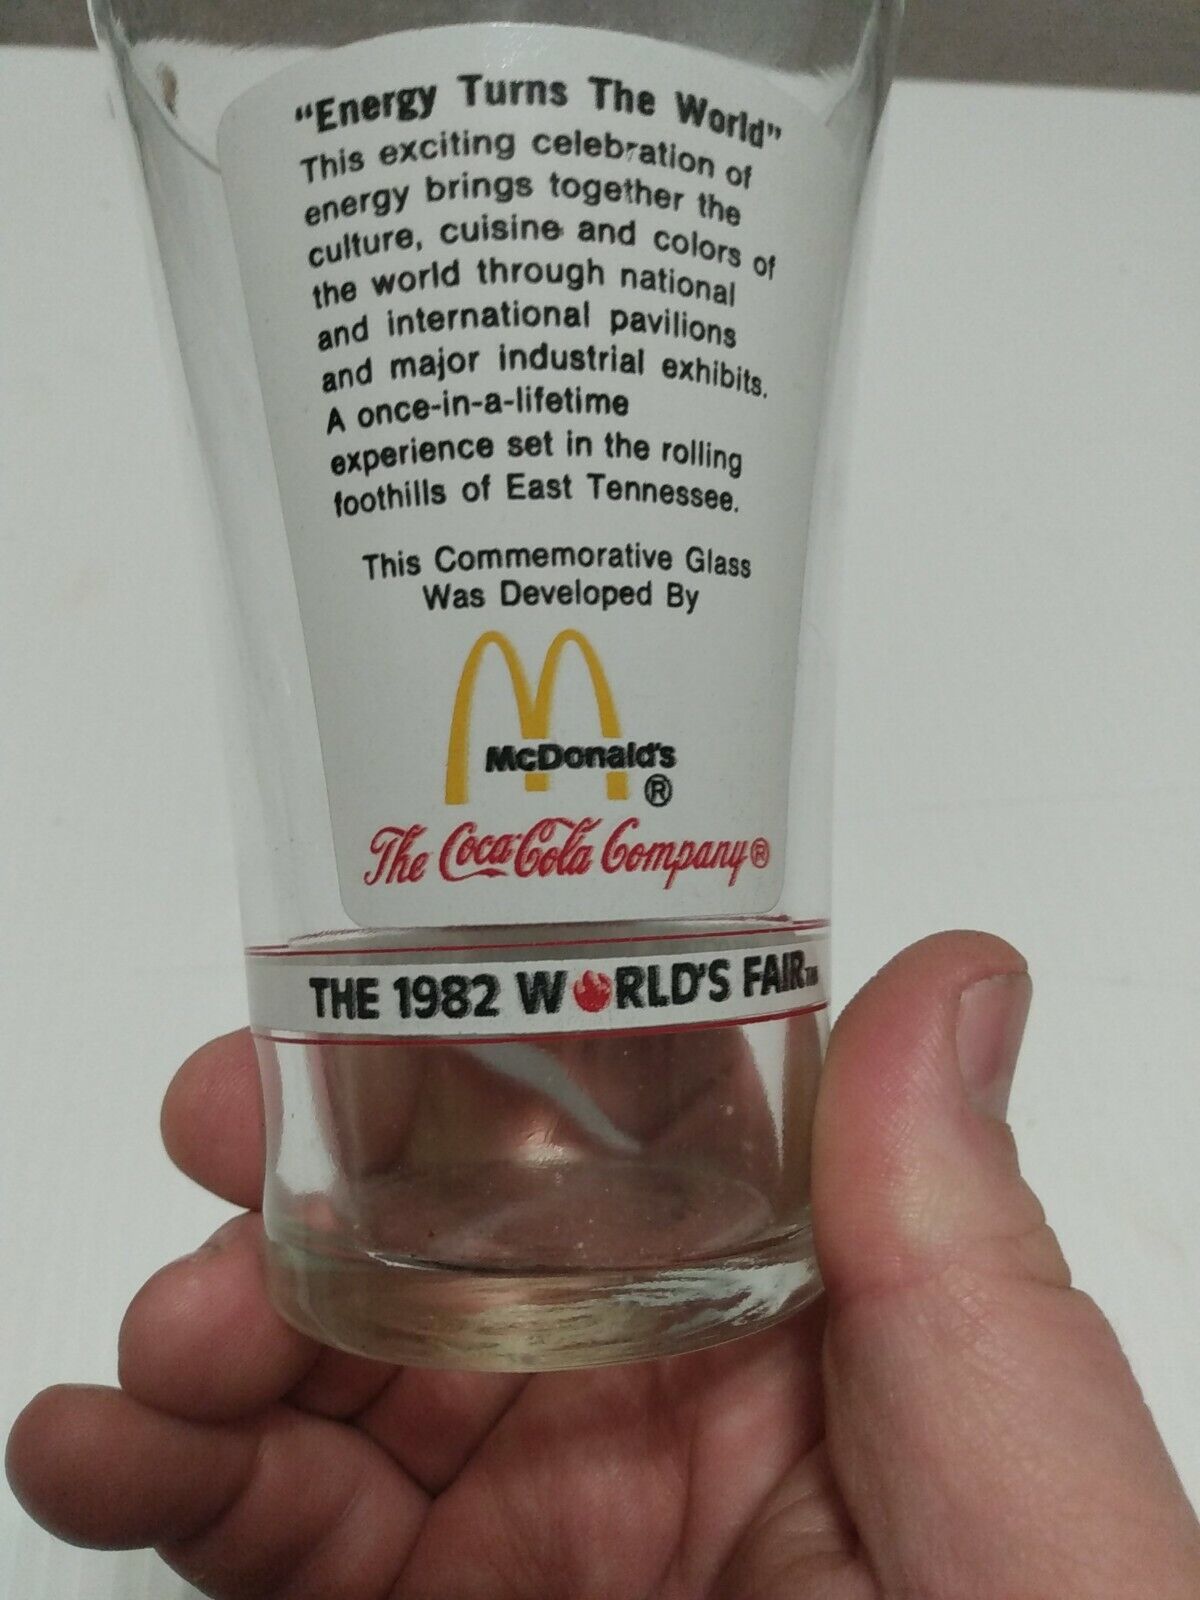 "Energy Turns The World"
This exciting celebration of
energy brings together the
culture, cuisine and colors of
the world through national
and international pavilions
and major industrial exhibits.
A once-in-a-lifetime
experience set in the rolling
foothills of East Tennessee.
This Commemorative Glass
Was Developed By
McDonald's
®
The Coca-Cola Company®
THE 1982 WORLD'S FAIR™